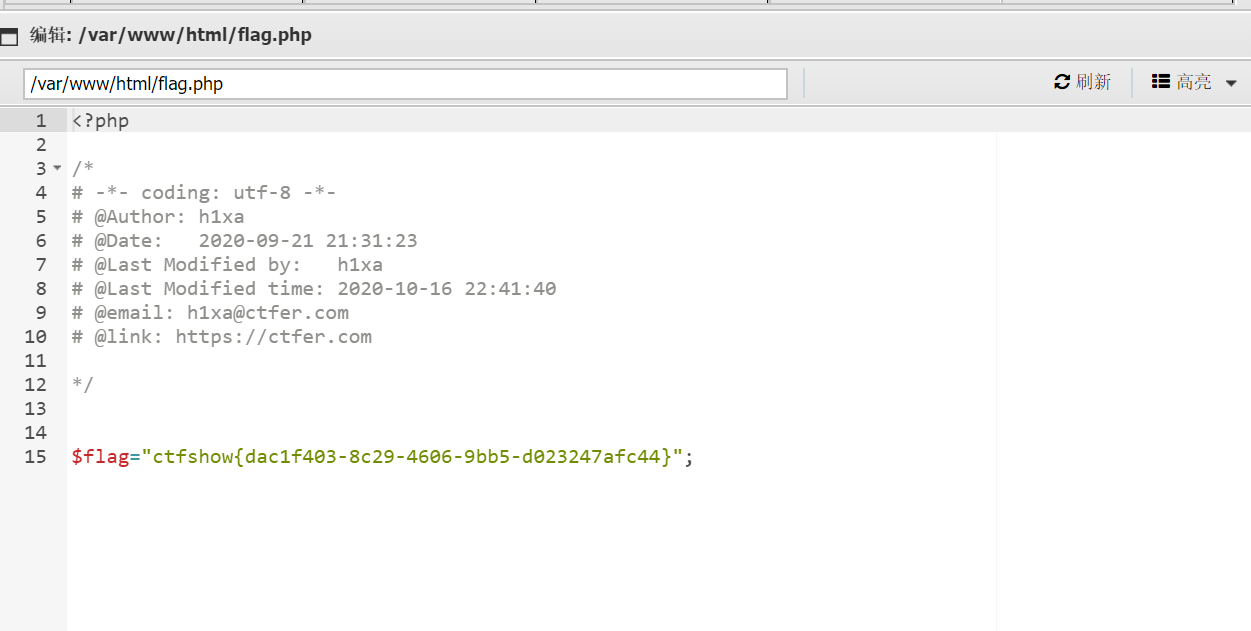 编辑: /var/www/html/flag.php
/var/www/html/flag.php 刷新 高亮
1 <?php
2
3 /*
4 # -*- coding: utf-8 -*-
5 # @Author: h1xa
6 # @Date:   2020-09-21 21:31:23
7 # @Last Modified by:   h1xa
8 # @Last Modified time: 2020-10-16 22:41:40
9 # @email: h1xa@ctfer.com
10 # @link: https://ctfer.com
11
12 */
13
14
15 $flag="ctfshow{dac1f403-8c29-4606-9bb5-d023247afc44}";